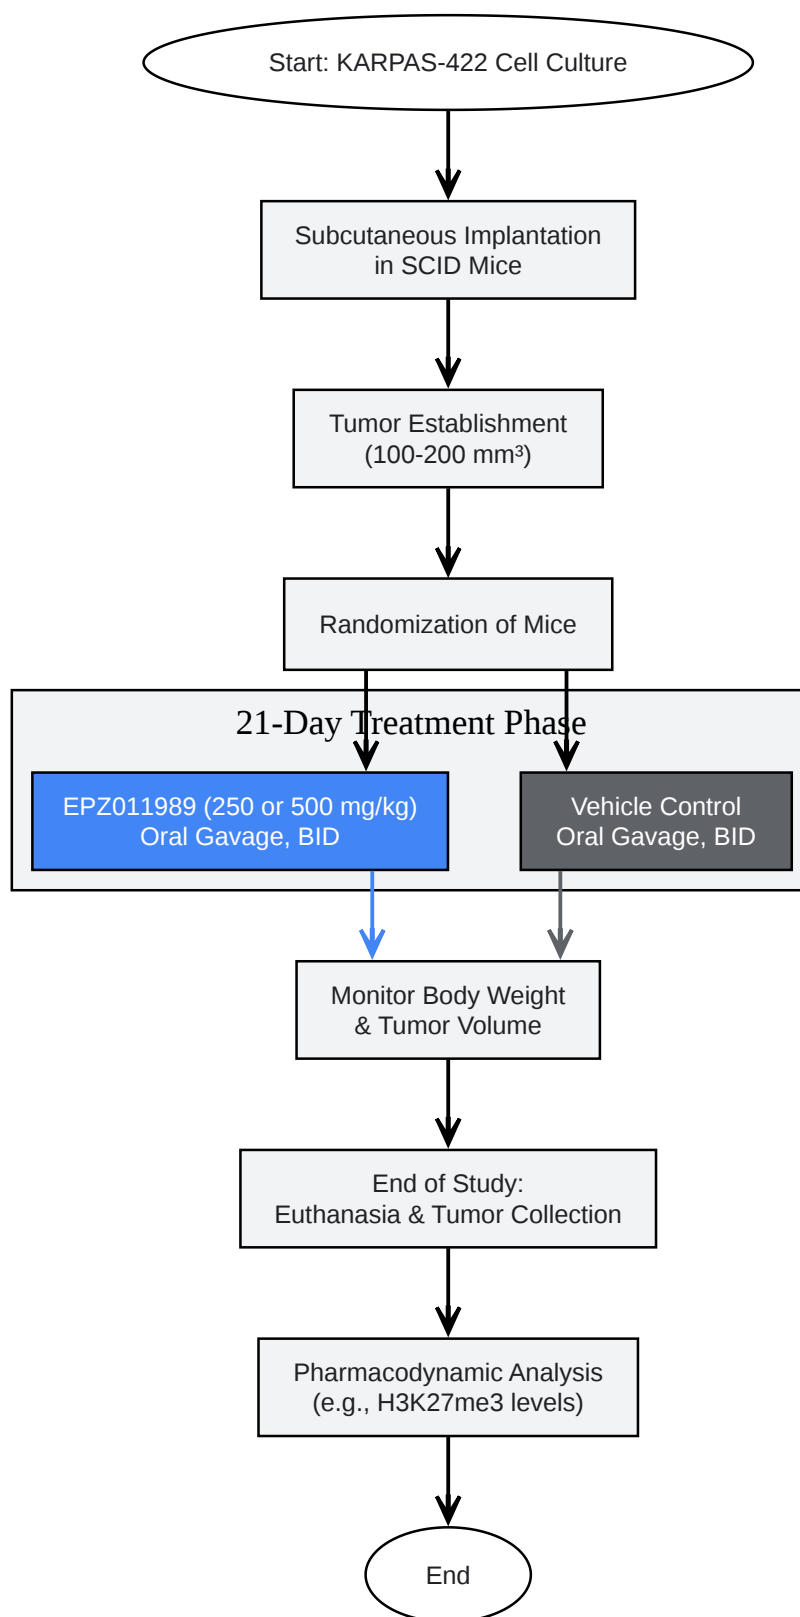 Start: KARPAS-422 Cell Culture
Subcutaneous Implantation
in SCID Mice
Tumor Establishment
(100-200 mm³)
Randomization of Mice
21-Day Treatment Phase
EPZ011989 (250 or 500 mg/kg)
Oral Gavage, BID
Vehicle Control
Oral Gavage, BID
Monitor Body Weight
& Tumor Volume
End of Study:
Euthanasia & Tumor Collection
Pharmacodynamic Analysis
(e.g., H3K27me3 levels)
End